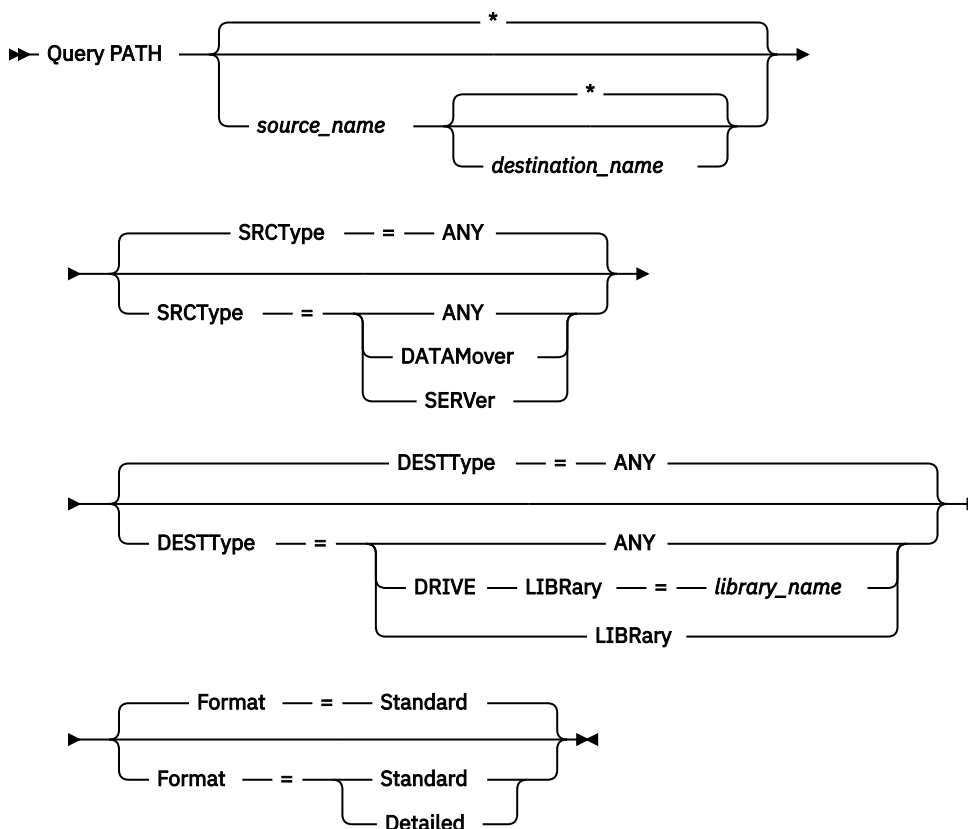 *
Query PATH
*
source_name
destination_name
SRCType = ANY
SRCType = ANY
DATAMover
SERVer
DESTType = ANY
DESTType = ANY
DRIVE LIBRary = library_name
LIBRary
Format = Standard
Format = Standard
Detailed